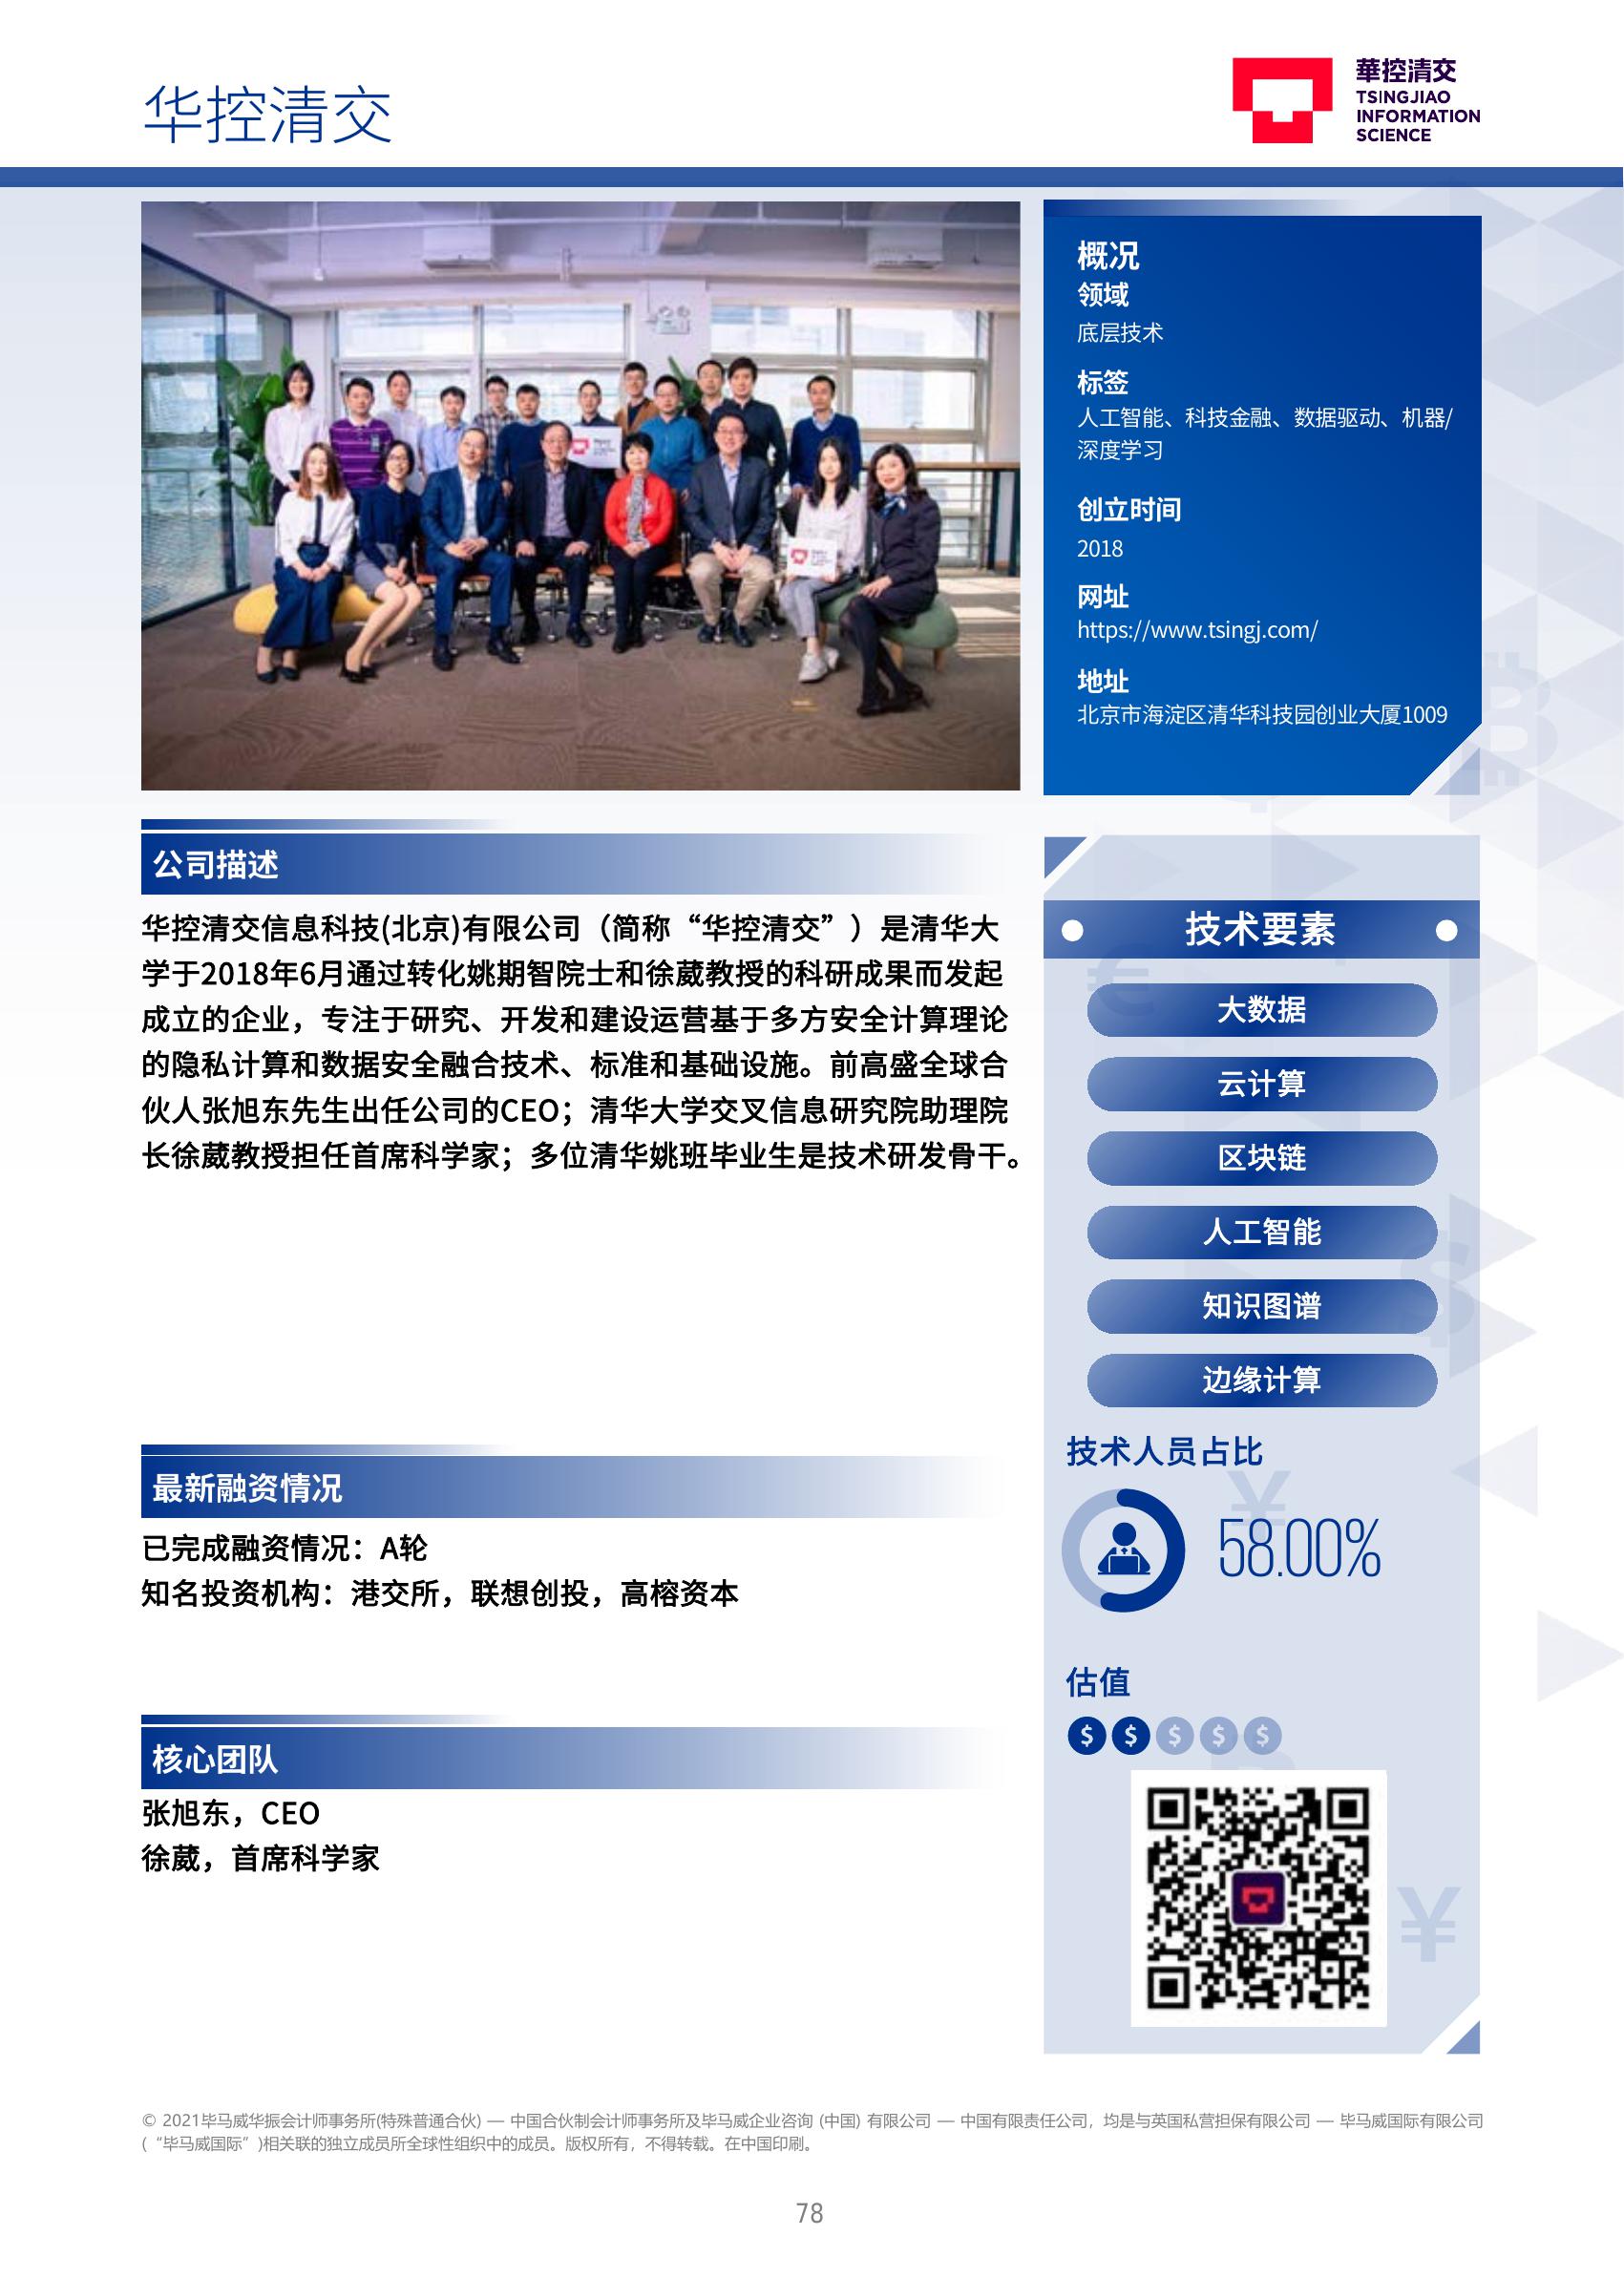 华控清交
華控清交
TSINGJIAO
INFORMATION
SCIENCE
概况
领域
底层技术
标签
人工智能、科技金融、数据驱动、机器/
深度学习
创立时间
2018
网址
https://www.tsingj.com/
地址
北京市海淀区清华科技园创业大厦1009
公司描述
华控清交信息科技(北京)有限公司（简称“华控清交”）是清华大
学于2018年6月通过转化姚期智院士和徐葳教授的科研成果而发起
成立的企业，专注于研究、开发和建设运营基于多方安全计算理论
的隐私计算和数据安全融合技术、标准和基础设施。前高盛全球合
伙人张旭东先生出任公司的CEO；清华大学交叉信息研究院助理院
长徐葳教授担任首席科学家；多位清华姚班毕业生是技术研发骨干。
最新融资情况
已完成融资情况：A轮
知名投资机构：港交所，联想创投，高榕资本
核心团队
张旭东，CEO
徐葳，首席科学家
技术要素
大数据
云计算
区块链
人工智能
知识图谱
边缘计算
技术人员占比
58.00%
估值
$ $ $ $ $
© 2021毕马威华振会计师事务所(特殊普通合伙) — 中国合伙制会计师事务所及毕马威企业咨询 (中国) 有限公司 — 中国有限责任公司，均是与英国私营担保有限公司 — 毕马威国际有限公司
(“毕马威国际”)相关联的独立成员所全球性组织中的成员。版权所有，不得转载。在中国印刷。
78